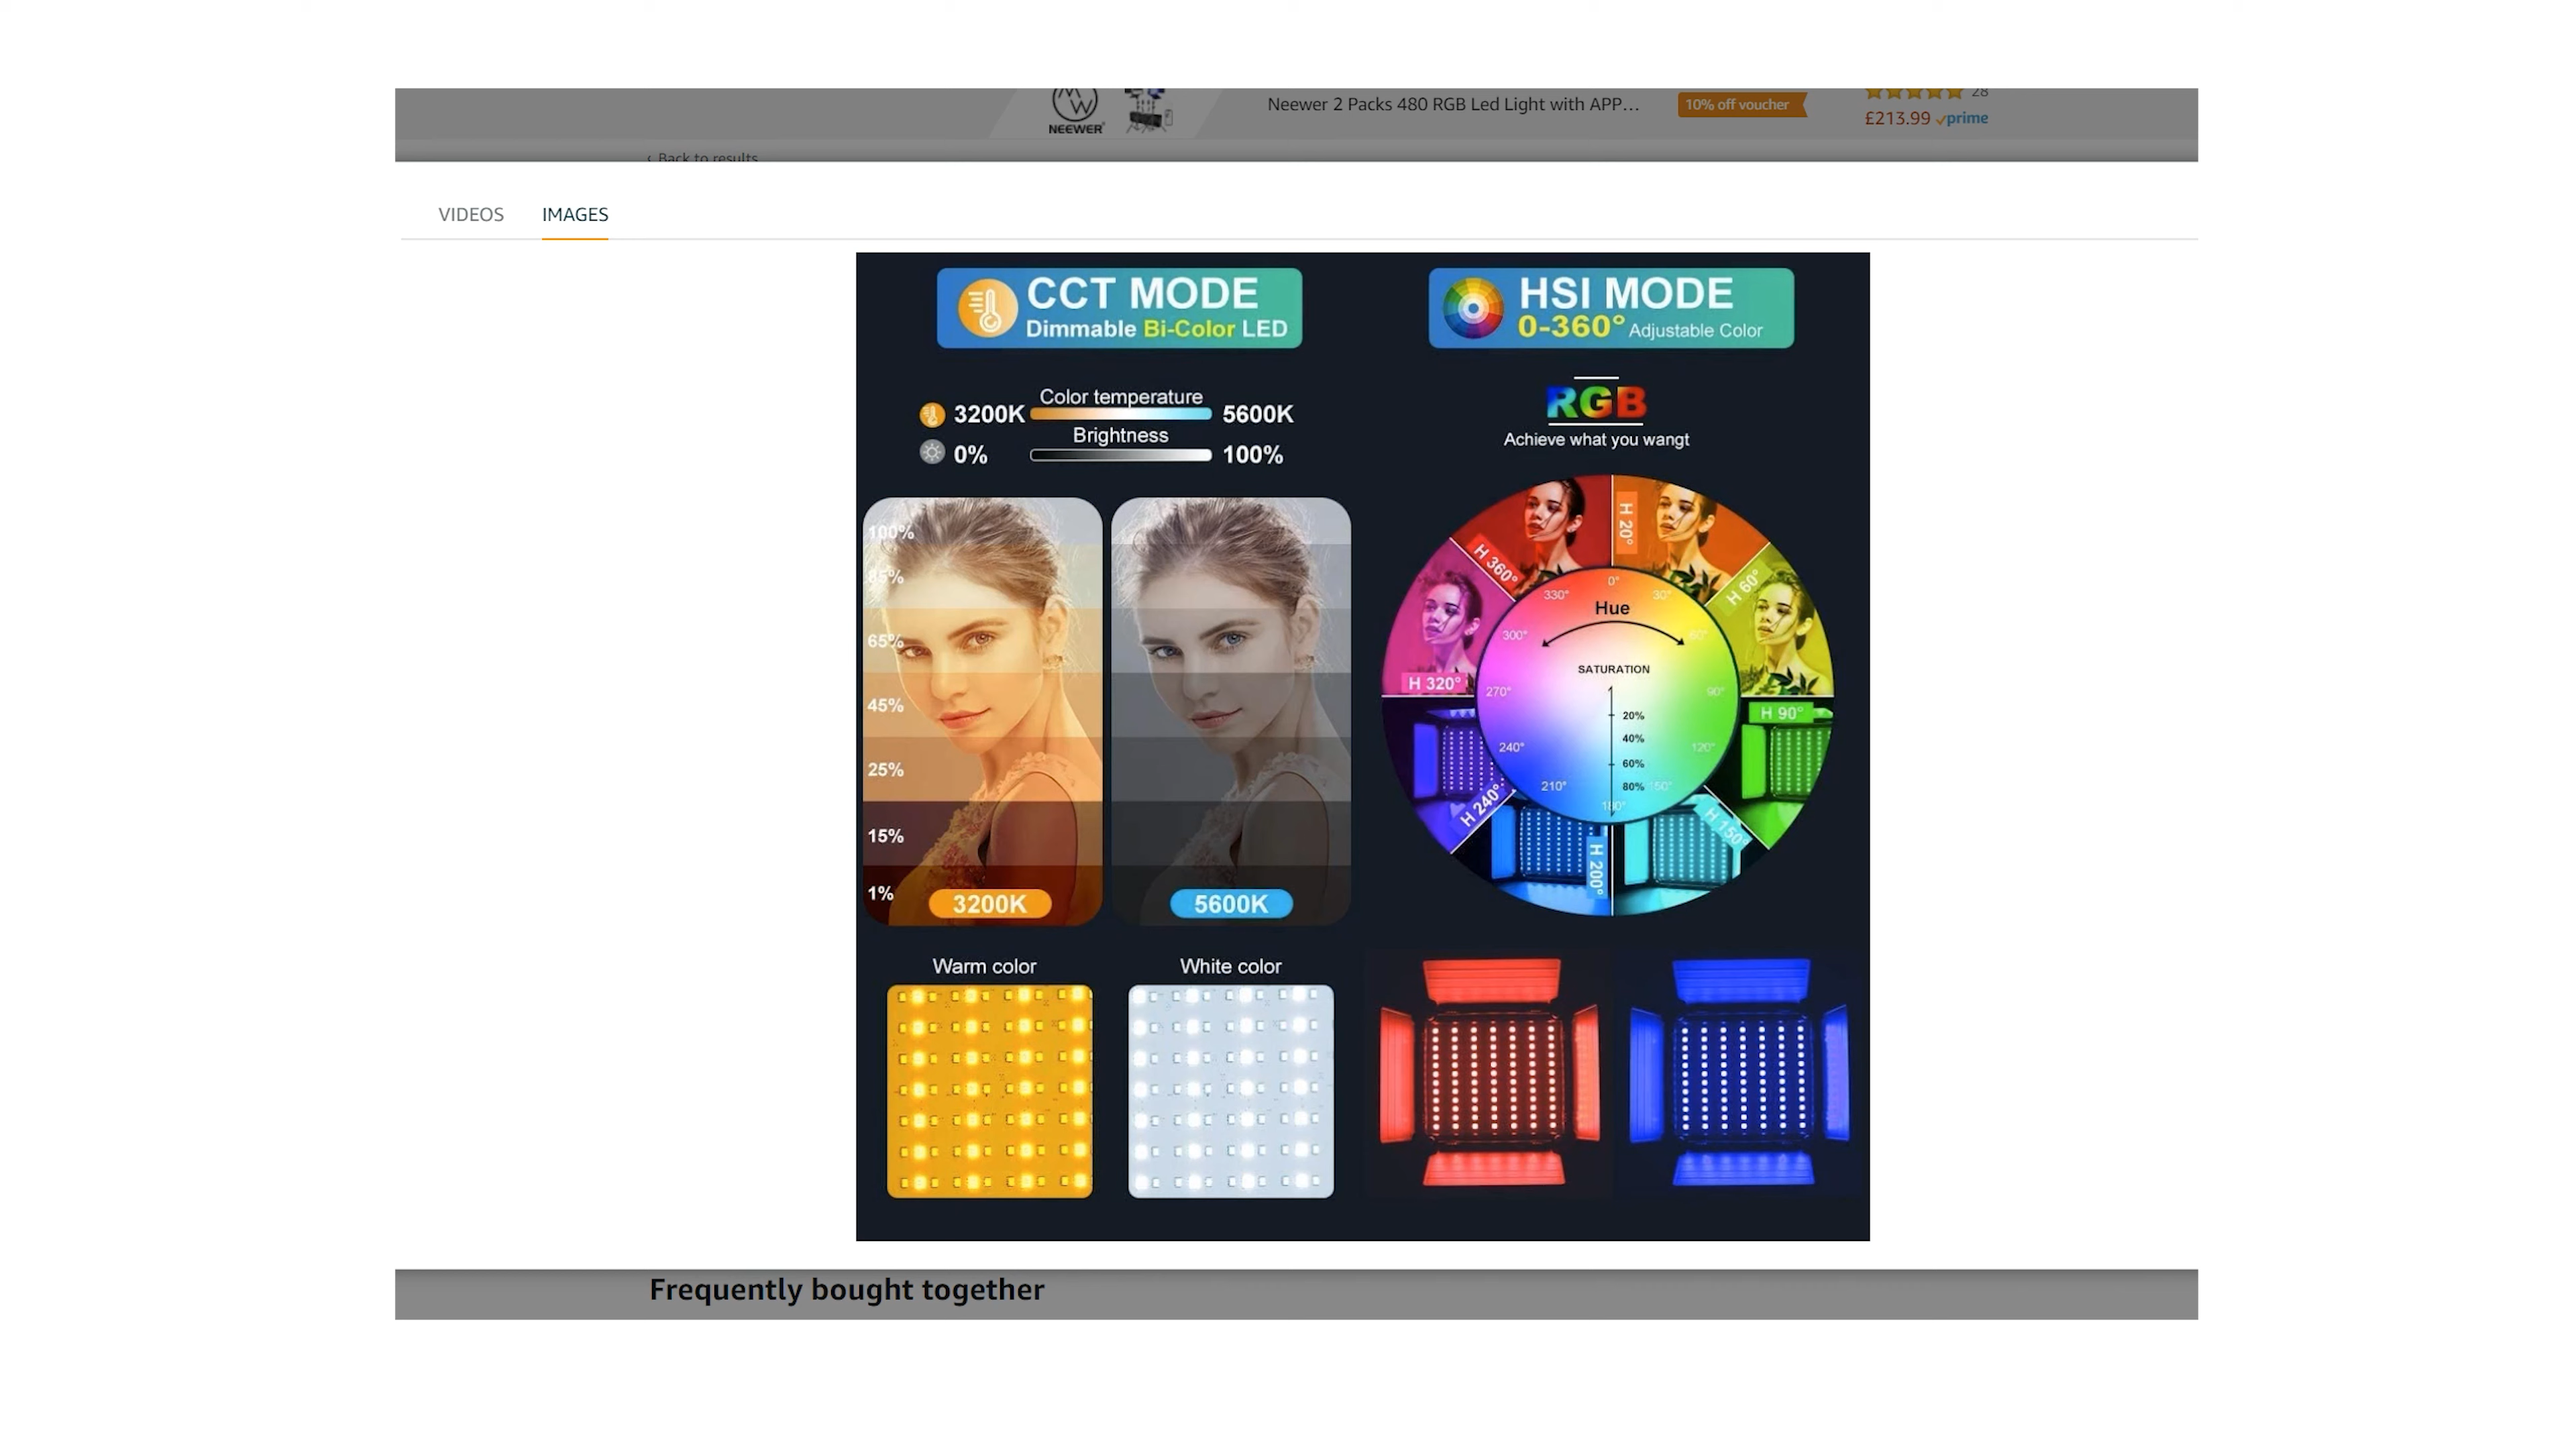 NEEWER
Neewer 2 Packs 480 RGB Led Light with APP…
10% off voucher
28
£213.99 prime
‹ Back to results
VIDEOS IMAGES
CCT MODE
Dimmable Bi-Color LED
Color temperature
3200K 5600K
Brightness
0% 100%
100%
85%
65%
45%
25%
15%
1%
3200K
5600K
Warm color
White color
HSI MODE
0-360° Adjustable Color
RGB
Achieve what you wangt
H 20°
H 60°
H 90°
H 150°
H 200°
H 240°
H 320°
H 360°
0°
30°
60°
90°
120°
150°
180°
210°
240°
270°
300°
330°
Hue
SATURATION
20%
40%
60%
80%
Frequently bought together